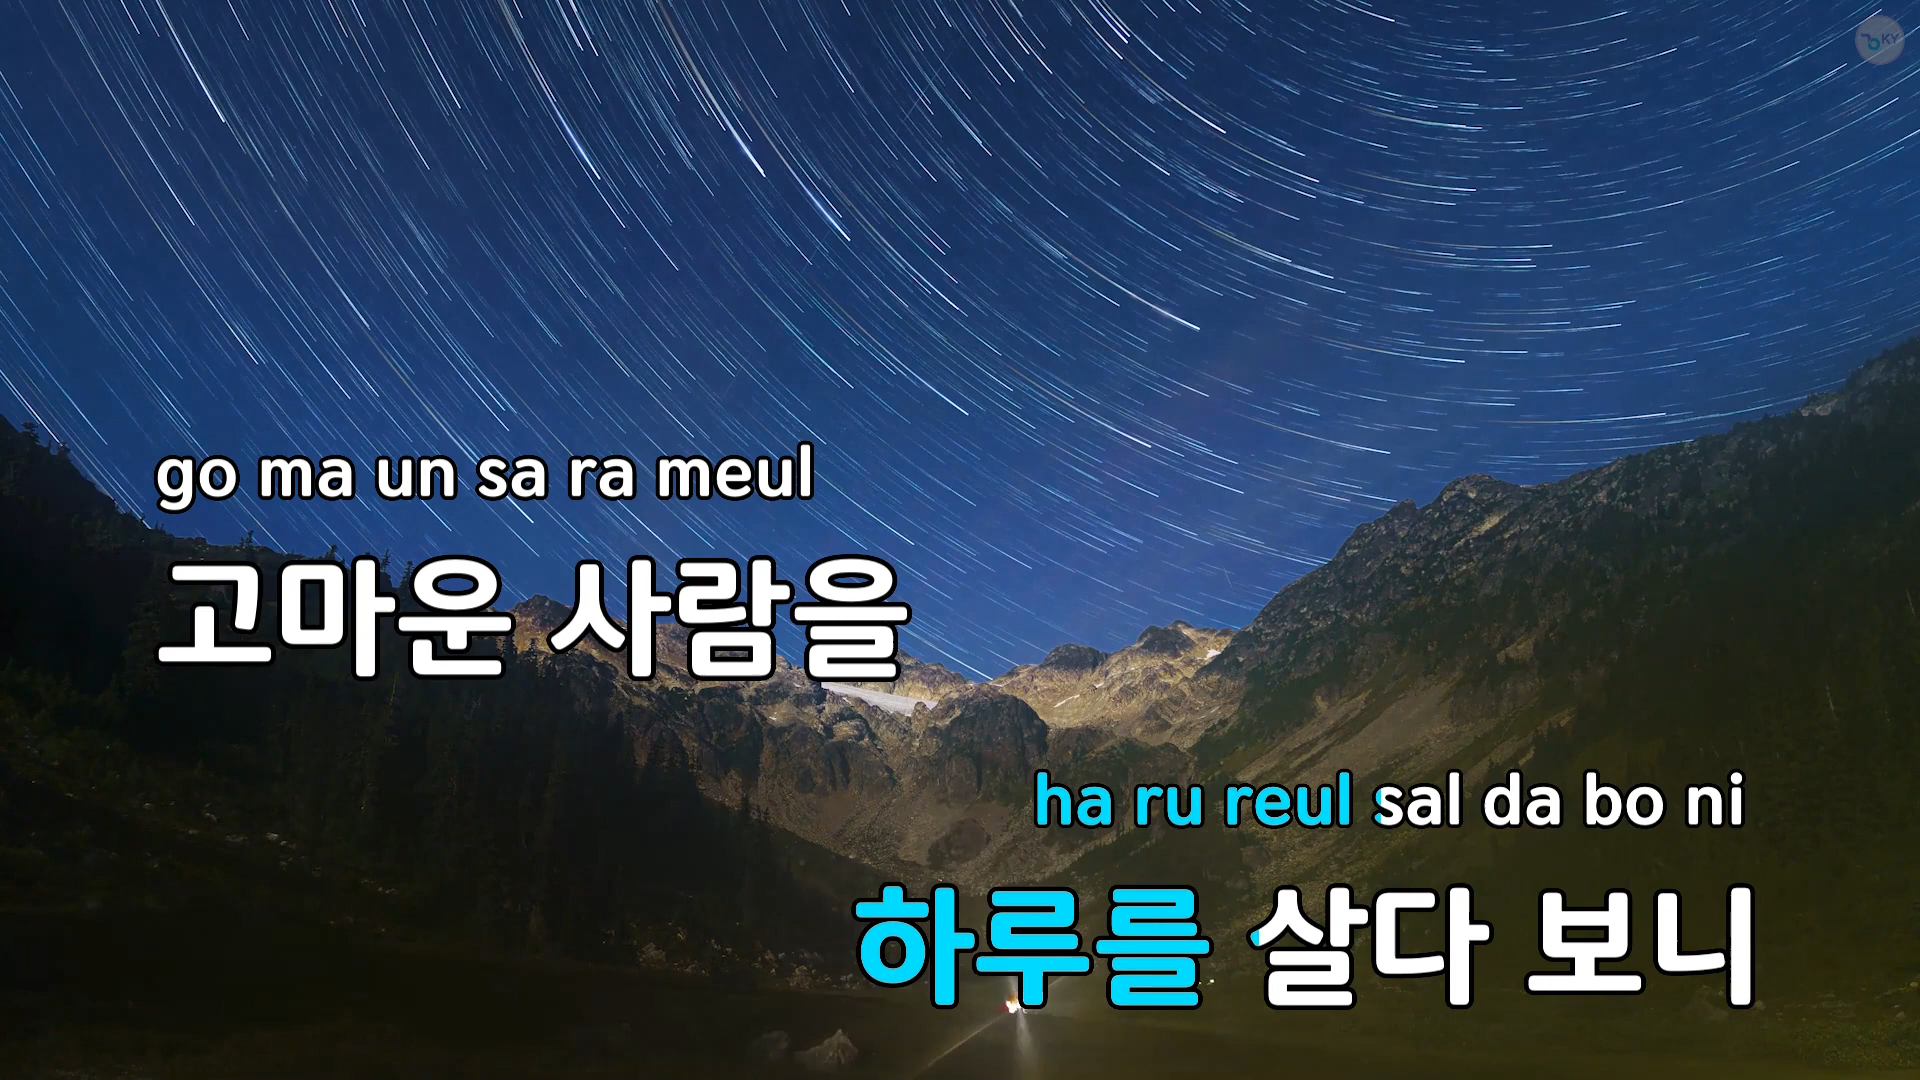 KY
go ma un sa ra meul
고마운 사람을
ha ru reul sal da bo ni
하루를 살다 보니